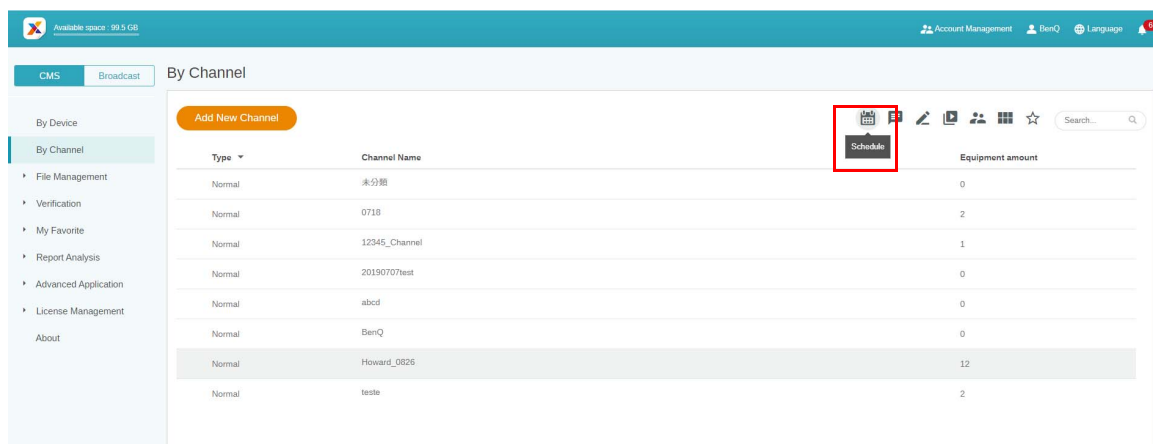 Available space : 99.5 GB
Account Management BenQ Language 6
CMS Broadcast
By Channel
Add New Channel
Search...
Schedule
By Device
By Channel
File Management
Verification
My Favorite
Report Analysis
Advanced Application
License Management
About
Type Channel Name Equipment amount
Normal 未分類 0
Normal 0718 2
Normal 12345_Channel 1
Normal 20190707test 0
Normal abcd 0
Normal BenQ 0
Normal Howard_0826 12
Normal teste 2